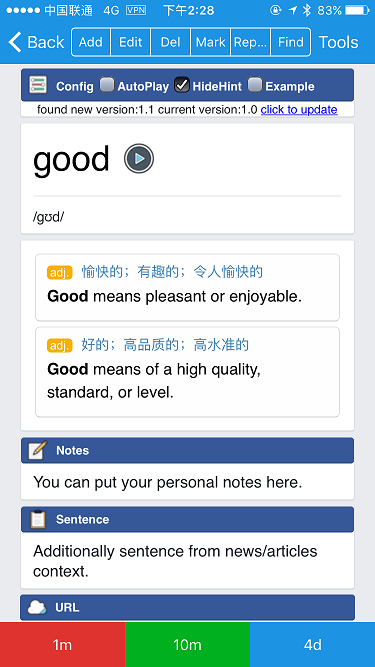 中国联通 4G VPN 下午2:28 83%
Back Add Edit Del Mark Rep... Find Tools
Config AutoPlay HideHint Example
found new version:1.1 current version:1.0 click to update
good
/ɡʊd/
adj. 愉快的；有趣的；令人愉快的
Good means pleasant or enjoyable.
adj. 好的；高品质的；高水准的
Good means of a high quality,
standard, or level.
Notes
You can put your personal notes here.
Sentence
Additionally sentence from news/articles
context.
URL
1m 10m 4d